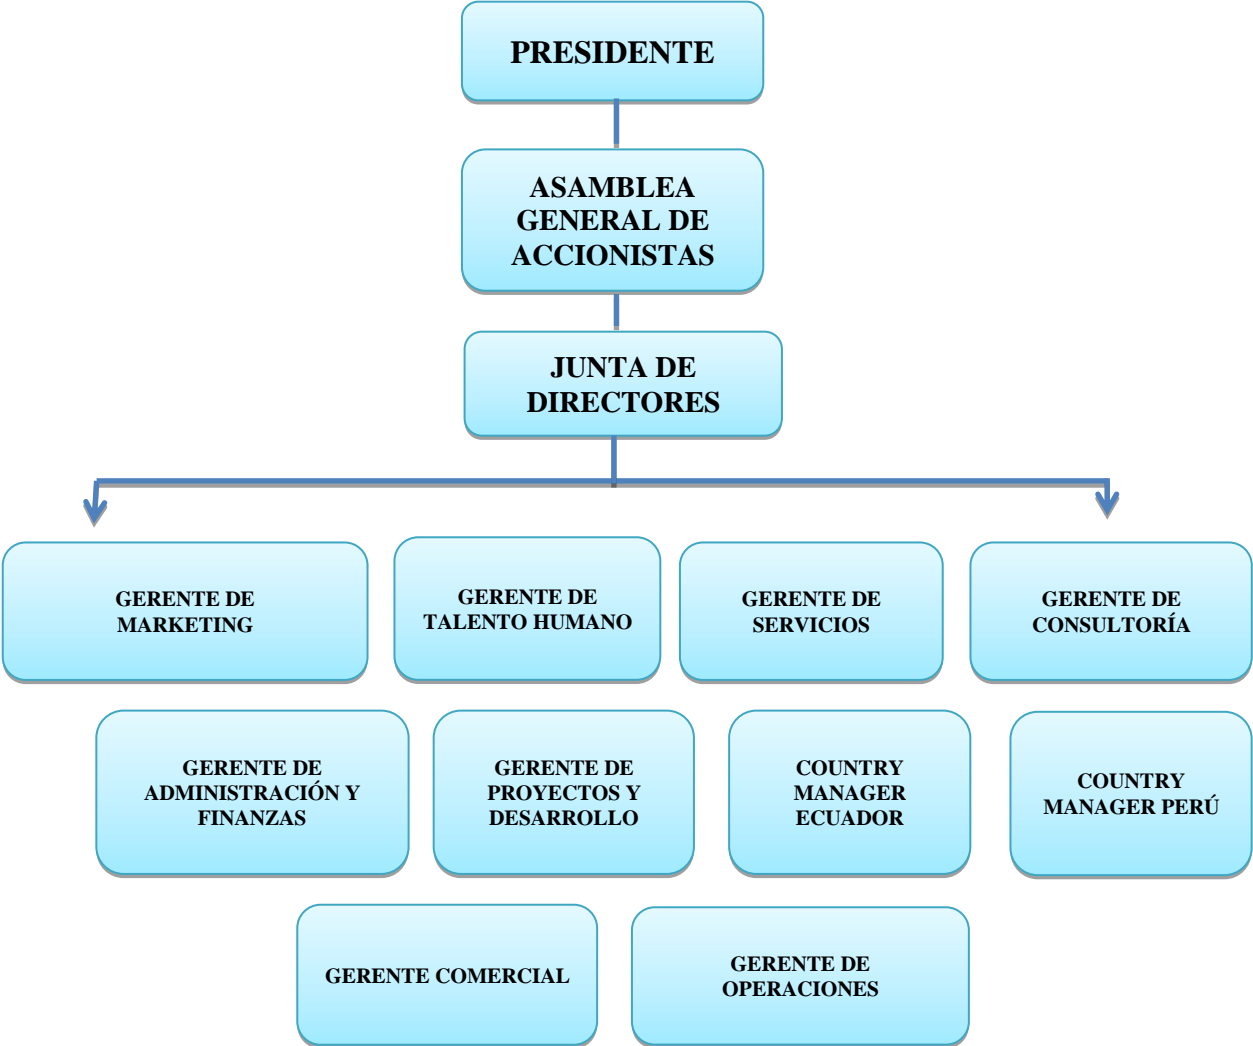 PRESIDENTE
ASAMBLEA
GENERAL DE
ACCIONISTAS
JUNTA DE
DIRECTORES
GERENTE DE
MARKETING
GERENTE DE
TALENTO HUMANO
GERENTE DE
SERVICIOS
GERENTE DE
CONSULTORÍA
GERENTE DE
ADMINISTRACIÓN Y
FINANZAS
GERENTE DE
PROYECTOS Y
DESARROLLO
COUNTRY
MANAGER
ECUADOR
COUNTRY
MANAGER PERÚ
GERENTE COMERCIAL
GERENTE DE
OPERACIONES